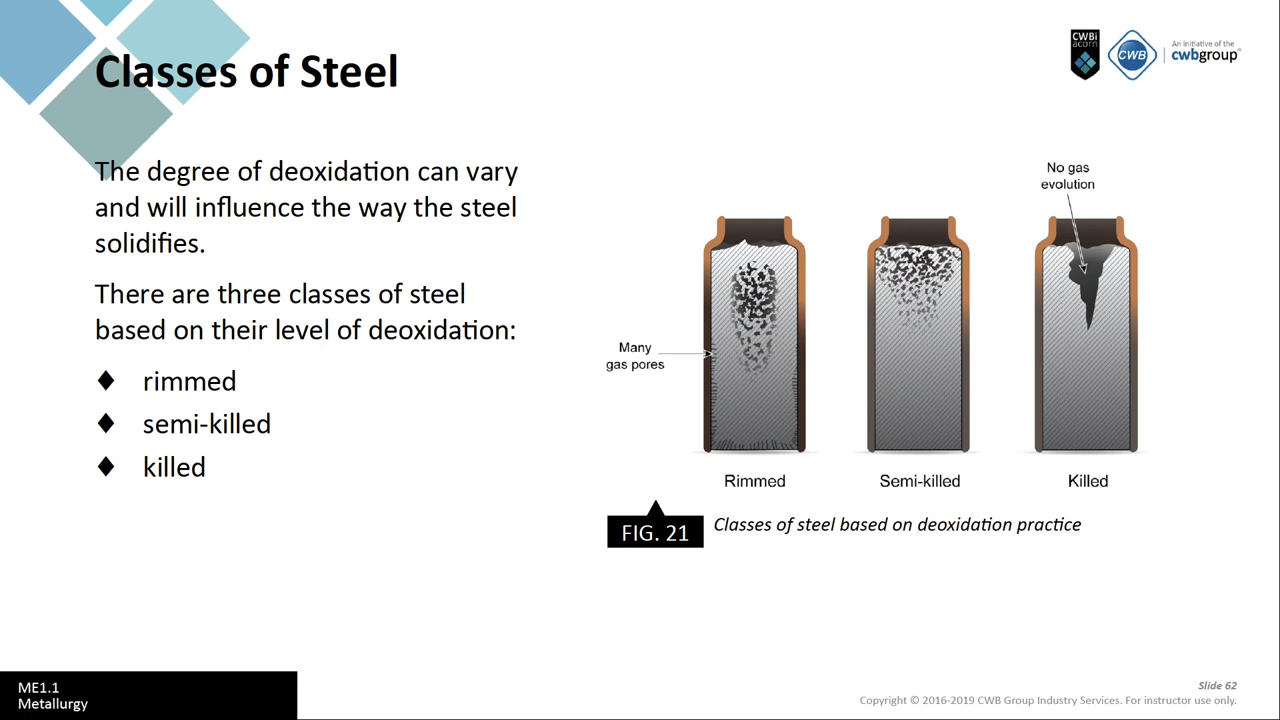 Classes of Steel
CWBi
acorn
CWB
An initiative of the
cwbgroup
The degree of deoxidation can vary
and will influence the way the steel
solidifies.
There are three classes of steel
based on their level of deoxidation:
♦ rimmed
♦ semi-killed
♦ killed
No gas
evolution
Many
gas pores
Rimmed
Semi-killed
Killed
FIG. 21
Classes of steel based on deoxidation practice
ME1.1
Metallurgy
Slide 62
Copyright © 2016-2019 CWB Group Industry Services. For instructor use only.